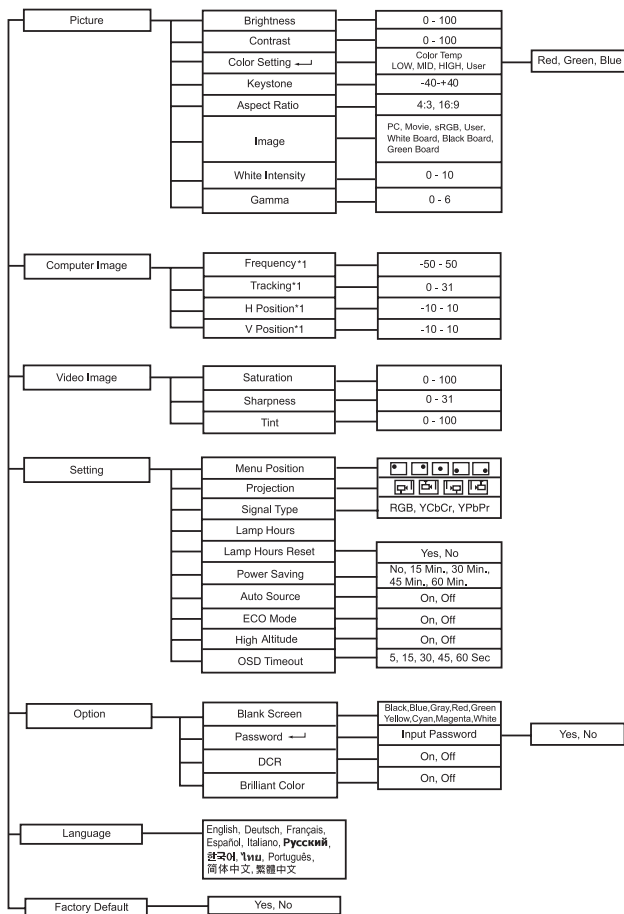 Picture
Brightness
0 - 100
Contrast
0 - 100
Color Setting
Color Temp
LOW, MID, HIGH, User
Red, Green, Blue
Keystone
-40-+40
Aspect Ratio
4:3, 16:9
Image
PC, Movie, sRGB, User.
White Board, Black Board,
Green Board
White Intensity
0 - 10
Gamma
0 - 6
Computer Image
Frequency*1
-50 - 50
Tracking*1
0 - 31
H Position*1
-10 - 10
V Position*1
-10 - 10
Video Image
Saturation
0 - 100
Sharpness
0 - 31
Tint
0 - 100
Setting
Menu Position
Projection
Signal Type
RGB, YCbCr, YPbPr
Lamp Hours
Lamp Hours Reset
Yes, No
Power Saving
No, 15 Min., 30 Min.,
45 Min., 60 Min.
Auto Source
On, Off
ECO Mode
On, Off
High Altitude
On, Off
OSD Timeout
5, 15, 30, 45, 60 Sec
Option
Blank Screen
Black,Blue,Gray,Red,Green
Yellow,Cyan,Magenta,White
Password
Input Password
Yes, No
DCR
On, Off
Brilliant Color
On, Off
Language
English, Deutsch, Français,
Español, Italiano, Русский,
한국어, ไทย, Português,
简体中文, 繁體中文
Factory Default
Yes, No